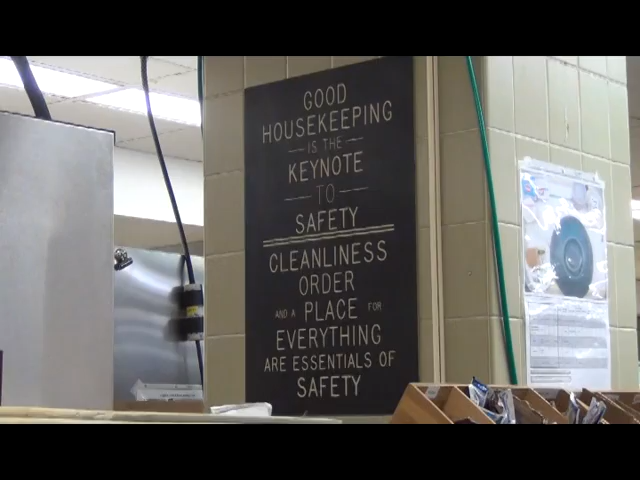 GOOD
HOUSEKEEPING
IS THE
KEYNOTE
TO
SAFETY
CLEANLINESS
ORDER
AND A PLACE FOR
EVERYTHING
ARE ESSENTIALS OF
SAFETY